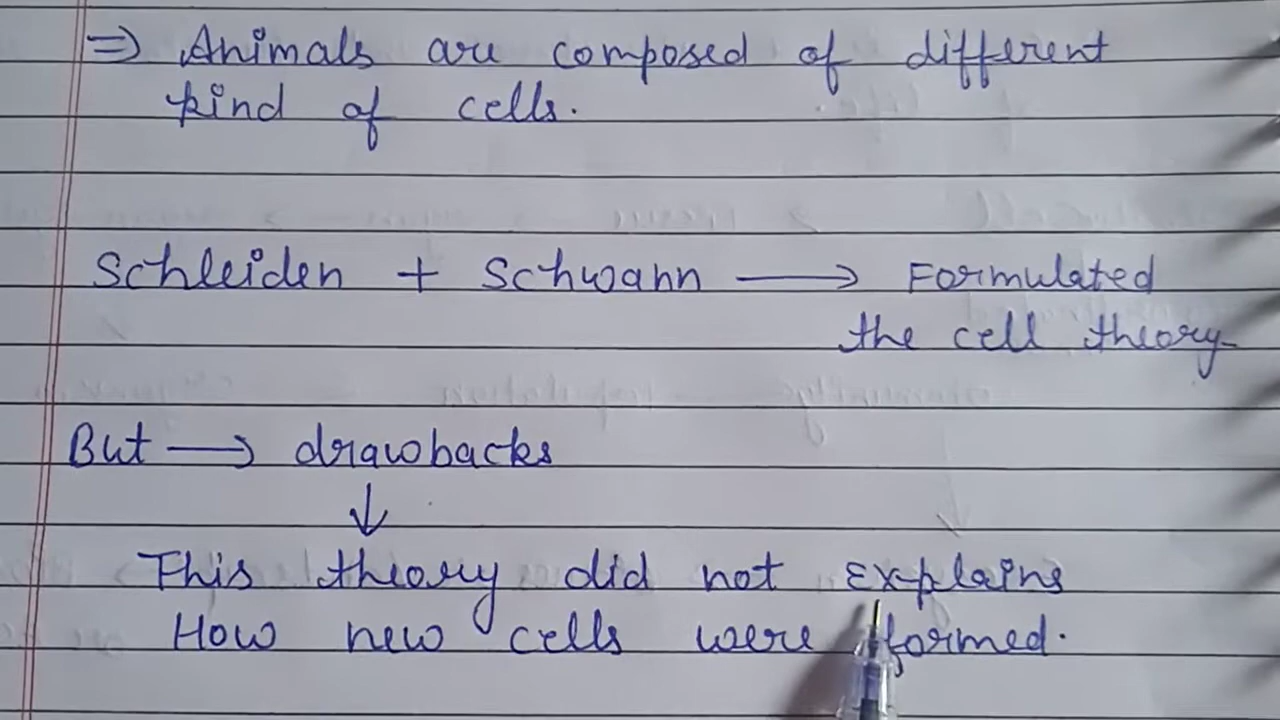 ⇒ Animals are composed of different
kind of cells.
Schleiden + Schwann ⟶ Formulated
the cell theory
But ⟶ drawbacks
↓
This theory did not Explains
How new cells were formed.